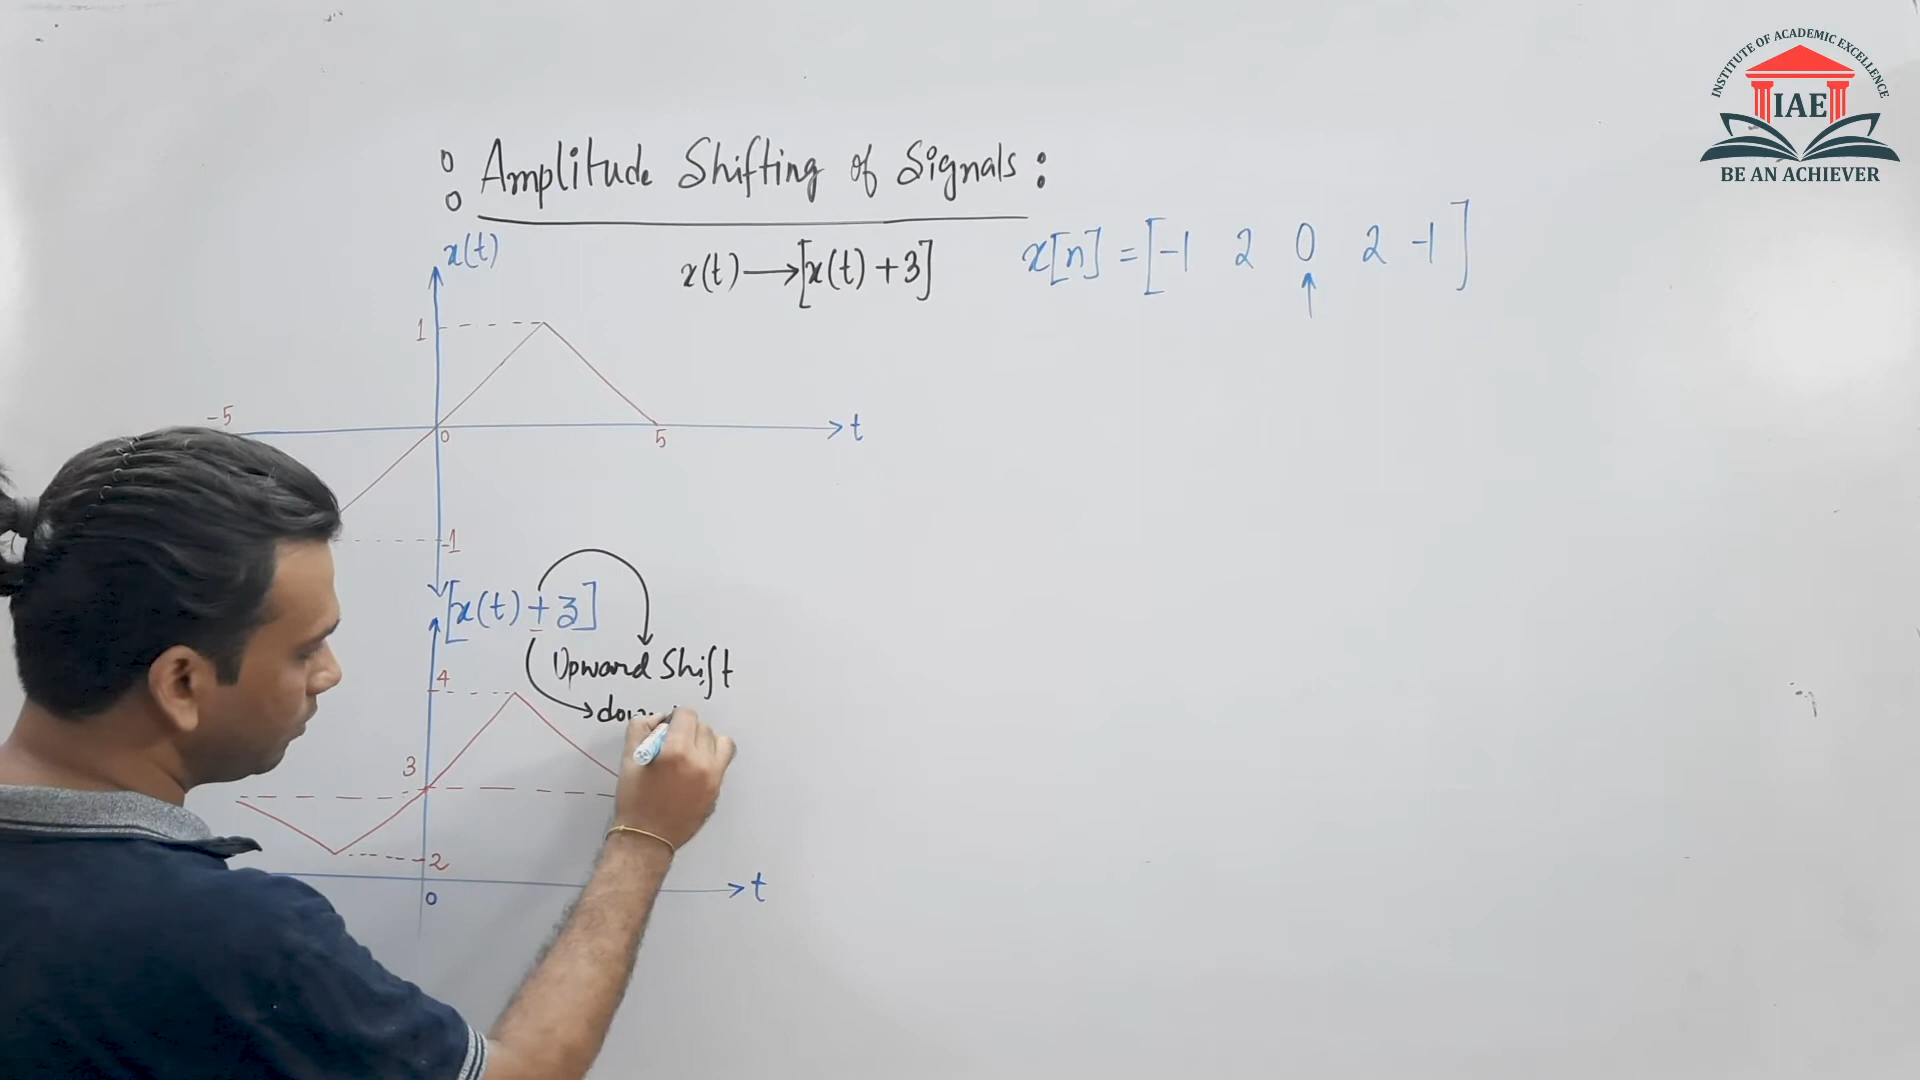 INSTITUTE OF ACADEMIC EXCELLENCE
IAE
BE AN ACHIEVER
Amplitude Shifting of Signals :
x(t)
x(t) → [x(t) + 3]
x[n] = [-1 2 0 2 -1]
↑
1
-5
0
5
t
-1
[x(t) + 3]
Upward Shift
4
3
2
0
t